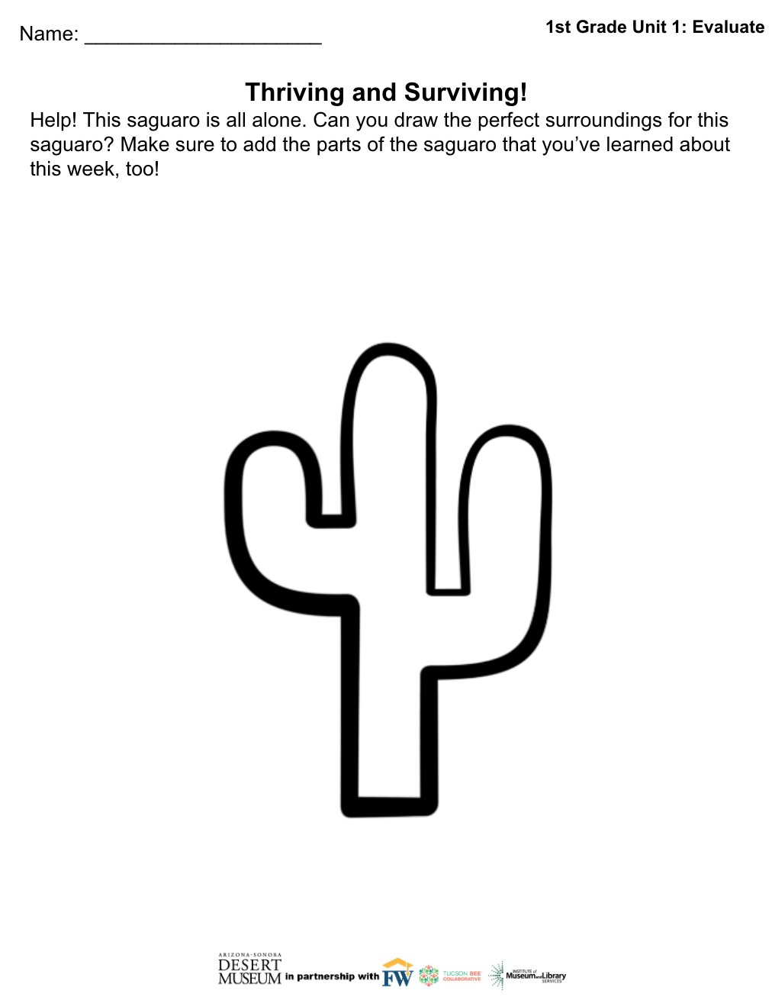 Name: ______________________
1st Grade Unit 1: Evaluate
Thriving and Surviving!
Help! This saguaro is all alone. Can you draw the perfect surroundings for this
saguaro? Make sure to add the parts of the saguaro that you’ve learned about
this week, too!
ARIZONA-SONORA
DESERT
MUSEUM in partnership with
FW
TUCSON BEE
COLLABORATIVE
INSTITUTE of
Museum and Library
SERVICES